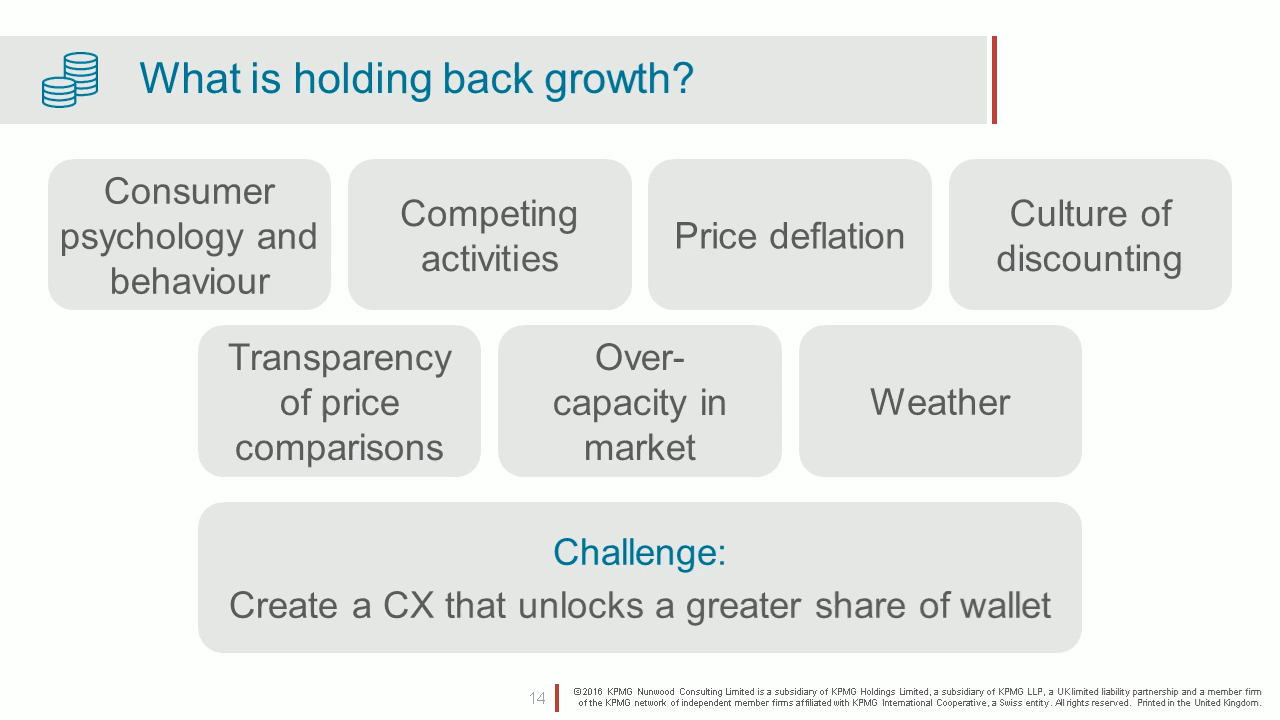 What is holding back growth?
Consumer
psychology and
behaviour
Competing
activities
Price deflation
Culture of
discounting
Transparency
of price
comparisons
Over-
capacity in
market
Weather
Challenge:
Create a CX that unlocks a greater share of wallet
14
©2016 KPMG Nunwood Consulting Limited is a subsidiary of KPMG Holdings Limited, a subsidiary of KPMG LLP, a UK limited liability partnership and a member firm
of the KPMG network of independent member firms affiliated with KPMG International Cooperative, a Swiss entity. All rights reserved. Printed in the United Kingdom.